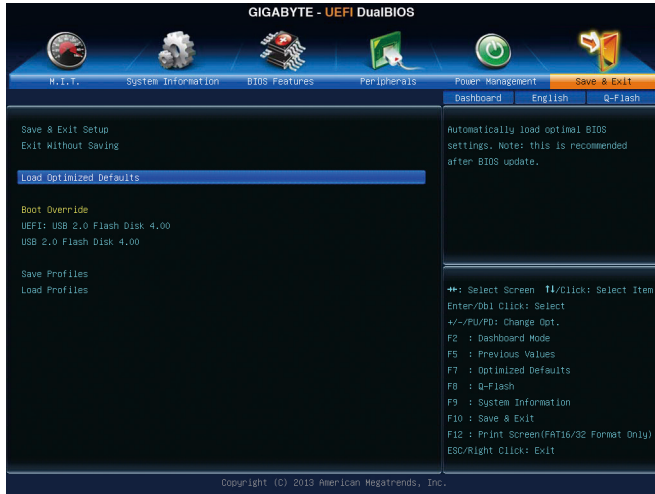 GIGABYTE - UEFI DualBIOS
M.I.T. System Information BIOS Features Peripherals Power Management Save & Exit
Dashboard English Q-Flash
Save & Exit Setup
Exit Without Saving
Load Optimized Defaults
Boot Override
UEFI: USB 2.0 Flash Disk 4.00
USB 2.0 Flash Disk 4.00
Save Profiles
Load Profiles
Automatically load optimal BIOS
settings. Note: this is recommended
after BIOS update.
→←: Select Screen ↑↓/Click: Select Item
Enter/Dbl Click: Select
+/-/PU/PD: Change Opt.
F2 : Dashboard Mode
F5 : Previous Values
F7 : Optimized Defaults
F8 : Q-Flash
F9 : System Information
F10 : Save & Exit
F12 : Print Screen(FAT16/32 Format Only)
ESC/Right Click: Exit
Copyright (C) 2013 American Megatrends, Inc.